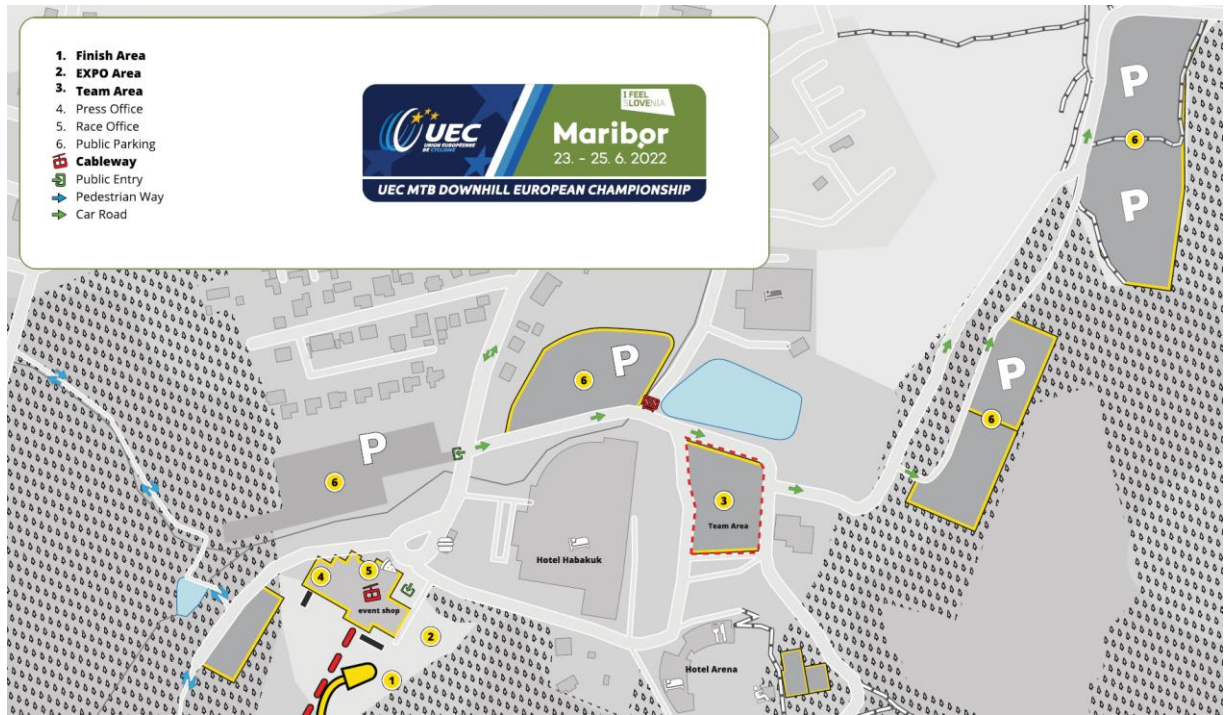 1. Finish Area
2. EXPO Area
3. Team Area
4. Press Office
5. Race Office
6. Public Parking
Cableway
Public Entry
Pedestrian Way
Car Road
I FEEL
SLOVENIA
UEC
UNION EUROPÉENNE
DE CYCLISME
Maribor
23. - 25. 6. 2022
UEC MTB DOWNHILL EUROPEAN CHAMPIONSHIP
P
6
P
P
6
P
6
P
6
6
3
Team Area
Hotel Habakuk
4
5
event shop
2
1
Hotel Arena